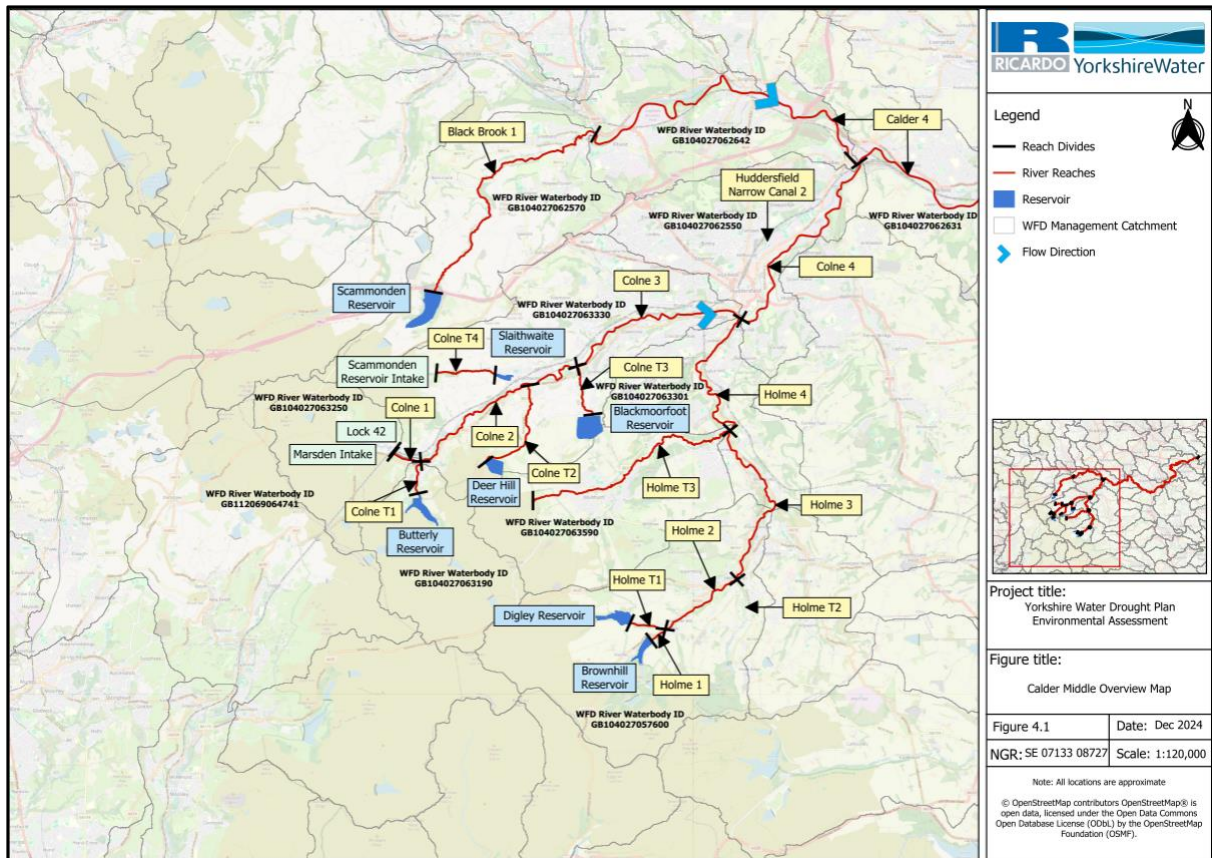 Black Brook 1
WFD River Waterbody ID
GB104027062642
Calder 4
WFD River Waterbody ID
GB104027062570
Huddersfield
Narrow Canal 2
WFD River Waterbody ID
GB104027062550
WFD River Waterbody ID
GB104027062631
Scammonden
Reservoir
Colne 3
Colne 4
WFD River Waterbody ID
GB104027063330
Colne T4
Slaithwaite
Reservoir
Scammonden
Reservoir Intake
Colne T3
WFD River Waterbody ID
GB104027063301
WFD River Waterbody ID
GB104027063250
Colne 1
Holme 4
Blackmoorfoot
Reservoir
Lock 42
Colne 2
Marsden Intake
Colne T2
Deer Hill
Reservoir
Holme T3
WFD River Waterbody ID
GB112069064741
Colne T1
Holme 3
Butterly
Reservoir
WFD River Waterbody ID
GB104027063590
Holme 2
WFD River Waterbody ID
GB104027063190
Holme T1
Digley Reservoir
Holme T2
Brownhill
Reservoir
Holme 1
WFD River Waterbody ID
GB104027057600
R
RICARDO
YorkshireWater
Legend
N
Reach Divides
River Reaches
Reservoir
WFD Management Catchment
Flow Direction
Project title:
Yorkshire Water Drought Plan
Environmental Assessment
Figure title:
Calder Middle Overview Map
Figure 4.1
Date: Dec 2024
NGR: SE 07133 08727
Scale: 1:120,000
Note: All locations are approximate
© OpenStreetMap contributors OpenStreetMap® is
open data, licensed under the Open Data Commons
Open Database License (ODbL) by the OpenStreetMap
Foundation (OSMF).